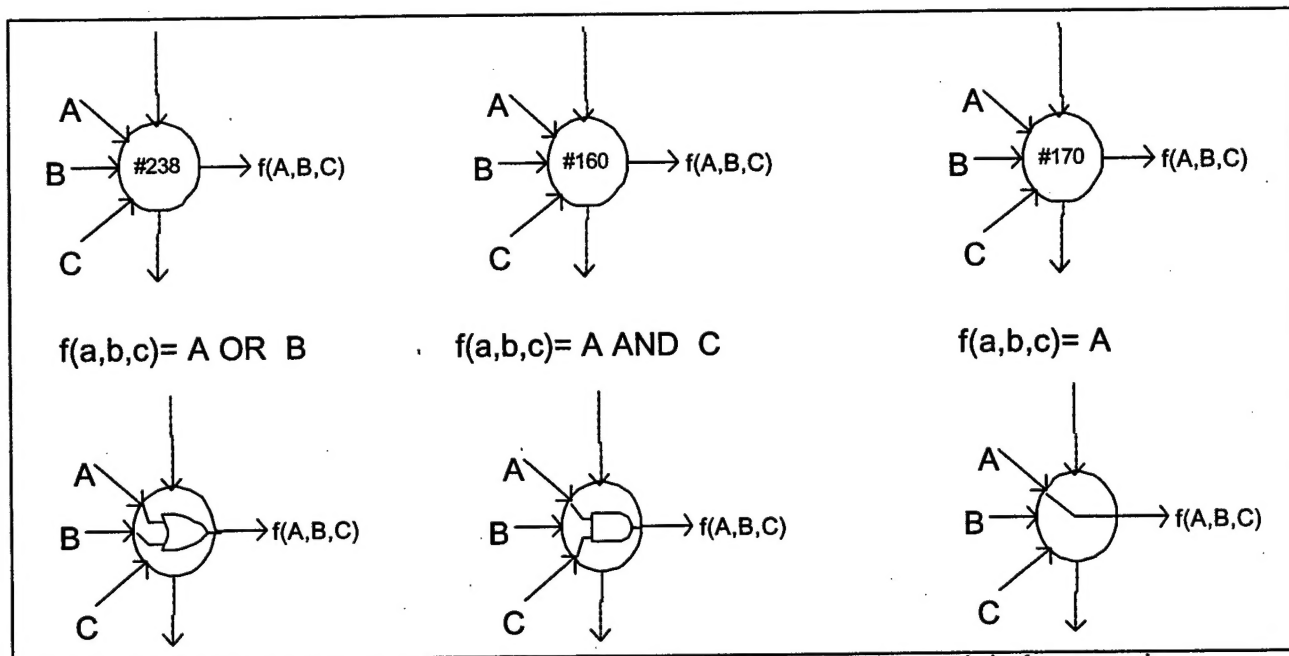 A
B
C
#238
f(A,B,C)
A
B
C
#160
f(A,B,C)
A
B
C
#170
f(A,B,C)
f(a,b,c)= A OR B
f(a,b,c)= A AND C
f(a,b,c)= A
A
B
C
f(A,B,C)
A
B
C
f(A,B,C)
A
B
C
f(A,B,C)